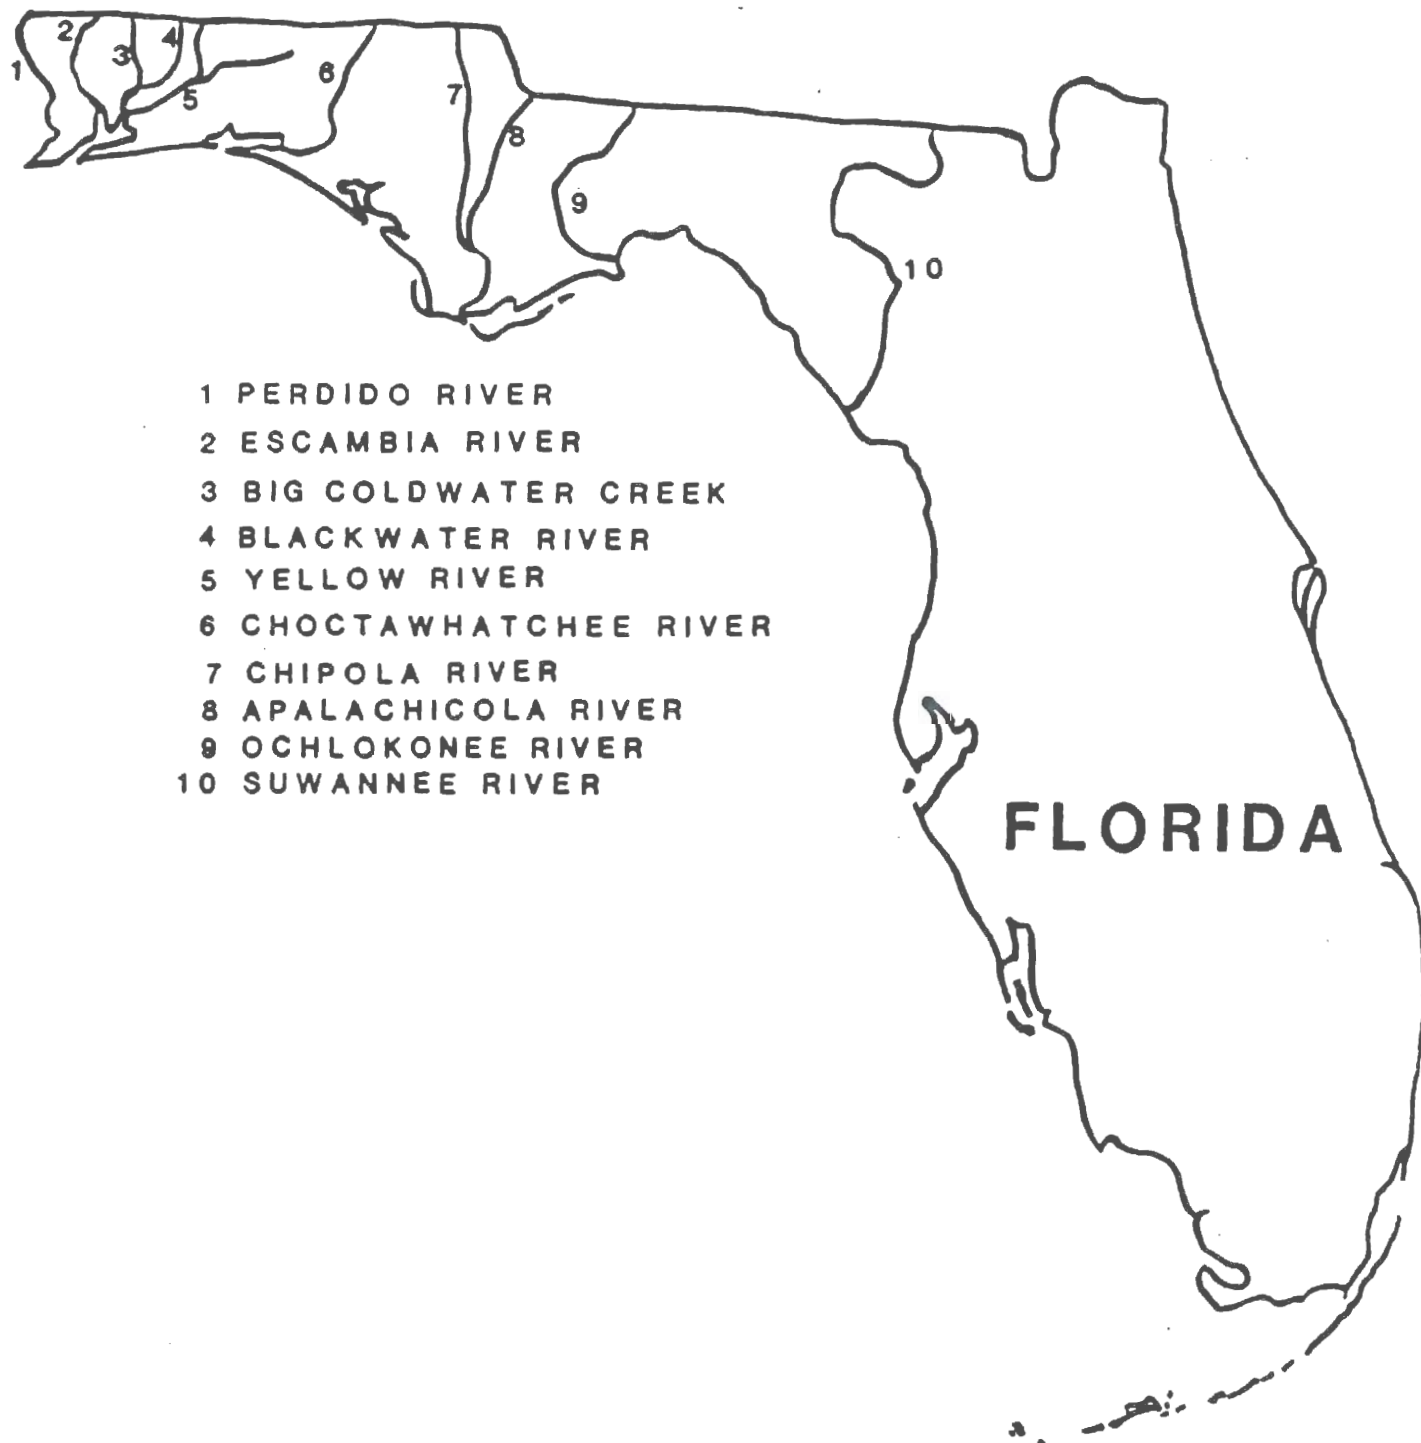 1
2
3
4
5
6
7
8
9
10
1 PERDIDO RIVER
2 ESCAMBIA RIVER
3 BIG COLDWATER CREEK
4 BLACKWATER RIVER
5 YELLOW RIVER
6 CHOCTAWHATCHEE RIVER
7 CHIPOLA RIVER
8 APALACHICOLA RIVER
9 OCHLOKONEE RIVER
10 SUWANNEE RIVER
FLORIDA